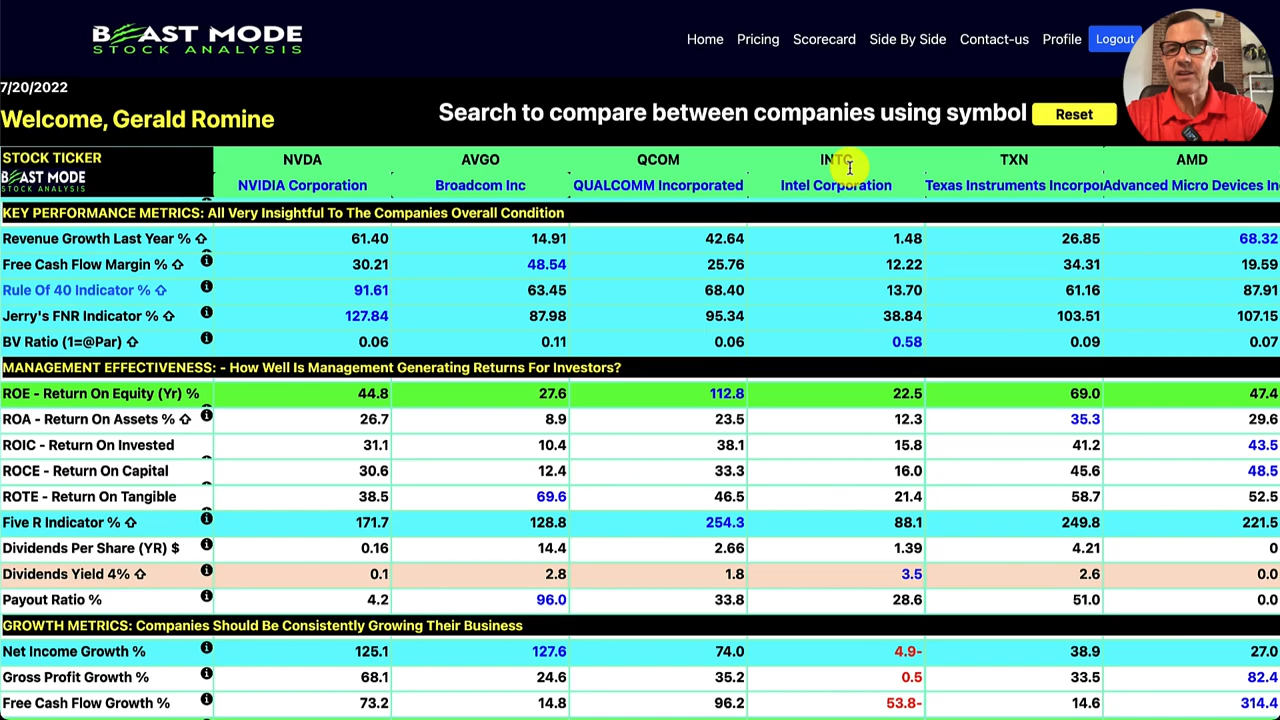 BEAST MODE
STOCK ANALYSIS
Home Pricing Scorecard Side By Side Contact-us Profile Logout
7/20/2022
Welcome, Gerald Romine
Search to compare between companies using symbol Reset
STOCK TICKER NVDA AVGO QCOM INTC TXN AMD
BEAST MODE
STOCK ANALYSIS
NVIDIA Corporation Broadcom Inc QUALCOMM Incorporated Intel Corporation Texas Instruments Incorpor Advanced Micro Devices In
KEY PERFORMANCE METRICS: All Very Insightful To The Companies Overall Condition
Revenue Growth Last Year % ⇧ 61.40 14.91 42.64 1.48 26.85 68.32
Free Cash Flow Margin % ⇧ 30.21 48.54 25.76 12.22 34.31 19.59
Rule Of 40 Indicator % ⇧ 91.61 63.45 68.40 13.70 61.16 87.91
Jerry's FNR Indicator % ⇧ 127.84 87.98 95.34 38.84 103.51 107.15
BV Ratio (1=@Par) ⇧ 0.06 0.11 0.06 0.58 0.09 0.07
MANAGEMENT EFFECTIVENESS: - How Well Is Management Generating Returns For Investors?
ROE - Return On Equity (Yr) % 44.8 27.6 112.8 22.5 69.0 47.4
ROA - Return On Assets % ⇧ 26.7 8.9 23.5 12.3 35.3 29.6
ROIC - Return On Invested 31.1 10.4 38.1 15.8 41.2 43.5
ROCE - Return On Capital 30.6 12.4 33.3 16.0 45.6 48.5
ROTE - Return On Tangible 38.5 69.6 46.5 21.4 58.7 52.5
Five R Indicator % ⇧ 171.7 128.8 254.3 88.1 249.8 221.5
Dividends Per Share (YR) $ 0.16 14.4 2.66 1.39 4.21 0
Dividends Yield 4% ⇧ 0.1 2.8 1.8 3.5 2.6 0.0
Payout Ratio % 4.2 96.0 33.8 28.6 51.0 0.0
GROWTH METRICS: Companies Should Be Consistently Growing Their Business
Net Income Growth % 125.1 127.6 74.0 4.9- 38.9 27.0
Gross Profit Growth % 68.1 24.6 35.2 0.5 33.5 82.4
Free Cash Flow Growth % 73.2 14.8 96.2 53.8- 14.6 314.4